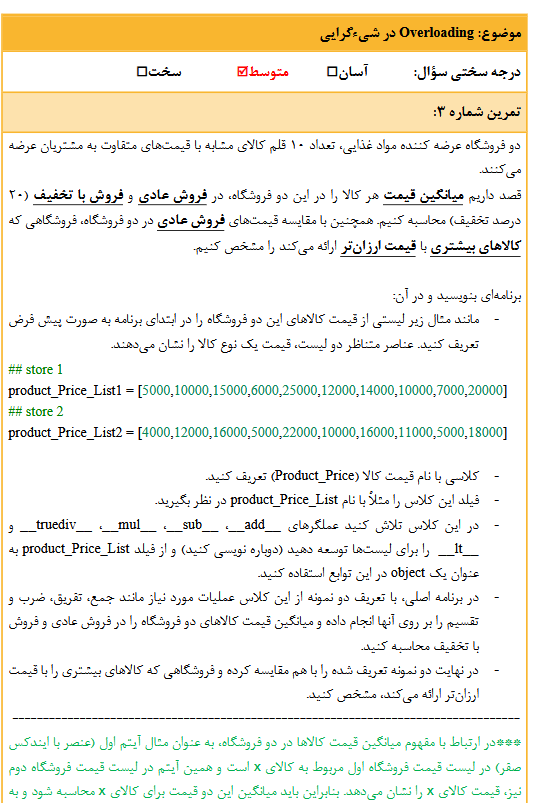 موضوع: Overloading در شیءگرایی
درجه سختی سؤال: آسان☐ متوسط☑ سخت☐
تمرین شماره ۳:
دو فروشگاه عرضه کننده مواد غذایی، تعداد ۱۰ قلم کالای مشابه با قیمت‌های متفاوت به مشتریان عرضه
می‌کنند.
قصد داریم میانگین قیمت هر کالا را در این دو فروشگاه، در فروش عادی و فروش با تخفیف (۲۰
درصد تخفیف) محاسبه کنیم. همچنین با مقایسه قیمت‌های فروش عادی در دو فروشگاه، فروشگاهی که
کالاهای بیشتری با قیمت ارزان‌تر ارائه می‌کند را مشخص کنیم.
برنامه‌ای بنویسید و در آن:
- مانند مثال زیر لیستی از قیمت کالاهای این دو فروشگاه را در ابتدای برنامه به صورت پیش فرض
تعریف کنید. عناصر متناظر دو لیست، قیمت یک نوع کالا را نشان می‌دهند.
## store 1
product_Price_List1 = [5000,10000,15000,6000,25000,12000,14000,10000,7000,20000]
## store 2
product_Price_List2 = [4000,12000,16000,5000,22000,10000,16000,11000,5000,18000]
- کلاسی با نام قیمت کالا (Product_Price) تعریف کنید.
- فیلد این کلاس را مثلاً با نام product_Price_List در نظر بگیرید.
- در این کلاس تلاش کنید عملگرهای __add__، __sub__، __mul__، __truediv__ و
__lt__ را برای لیست‌ها توسعه دهید (دوباره نویسی کنید) و از فیلد product_Price_List به
عنوان یک object در این توابع استفاده کنید.
- در برنامه اصلی، با تعریف دو نمونه از این کلاس عملیات مورد نیاز مانند جمع، تفریق، ضرب و
تقسیم را بر روی آنها انجام داده و میانگین قیمت کالاهای دو فروشگاه را در فروش عادی و فروش
با تخفیف محاسبه کنید.
- در نهایت دو نمونه تعریف شده را با هم مقایسه کرده و فروشگاهی که کالاهای بیشتری را با قیمت
ارزان‌تر ارائه می‌کند، مشخص کنید.
***در ارتباط با مفهوم میانگین قیمت کالاها در دو فروشگاه، به عنوان مثال آیتم اول (عنصر با ایندکس
صفر) در لیست قیمت فروشگاه اول مربوط به کالای x است و همین آیتم در لیست قیمت فروشگاه دوم
نیز، قیمت کالای x را نشان می‌دهد. بنابراین باید میانگین این دو قیمت برای کالای x محاسبه شود و به